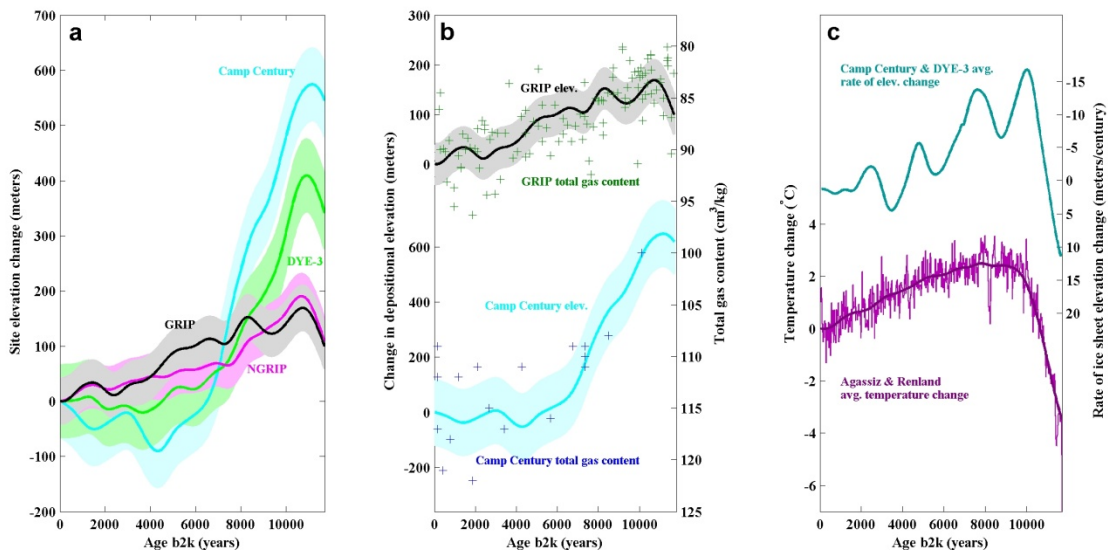 a
700
600
500
400
300
200
100
0
-100
-200
Site elevation change (meters)
Camp Century
DYE-3
GRIP
NGRIP
0 2000 4000 6000 8000 10000
Age b2k (years)
b
300
200
100
0
600
400
200
0
-200
Change in depositional elevation (meters)
GRIP elev.
GRIP total gas content
Camp Century elev.
Camp Century total gas content
80
85
90
95
100
105
110
115
120
125
Total gas content (cm³/kg)
0 2000 4000 6000 8000 10000
Age b2k (years)
c
4
2
0
-2
-4
-6
Temperature change (°C)
Camp Century & DYE-3 avg.
rate of elev. change
Agassiz & Renland
avg. temperature change
-15
-10
-5
0
5
10
15
20
Rate of ice sheet elevation change (meters/century)
0 2000 4000 6000 8000 10000
Age b2k (years)